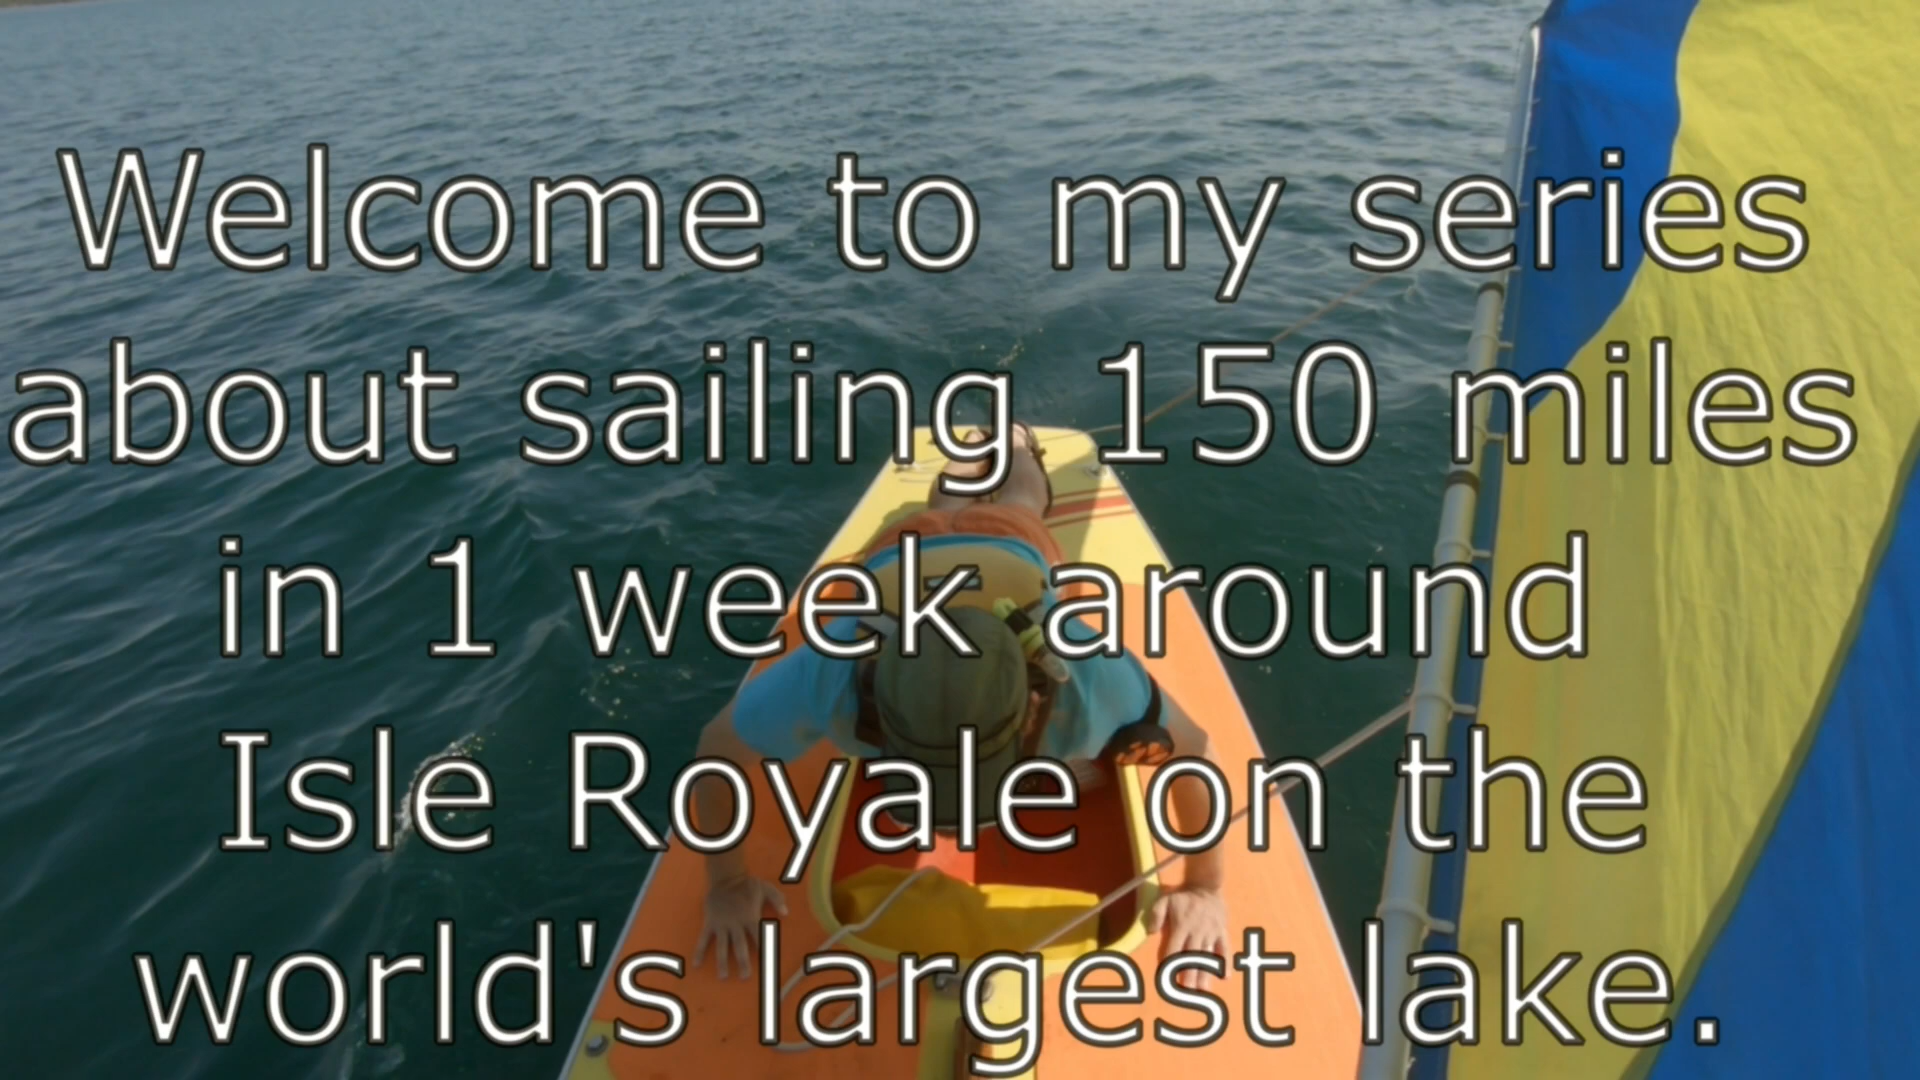 Welcome to my series
about sailing 150 miles
in 1 week around
Isle Royale on the
world's largest lake.